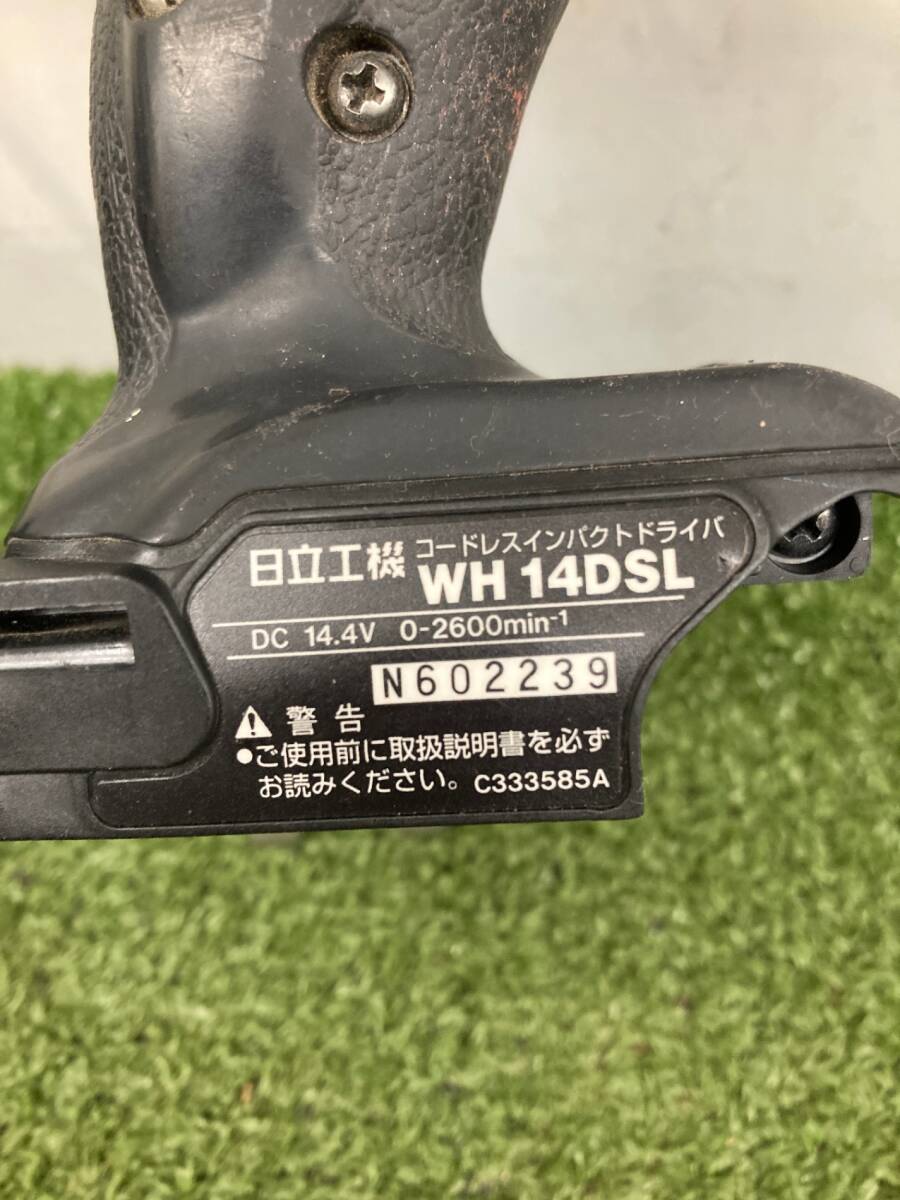 日立工機 コードレスインパクトドライバ
WH 14DSL
DC 14.4V 0-2600min-1
N602239
警告
●ご使用前に取扱説明書を必ず
お読みください。 C333585A